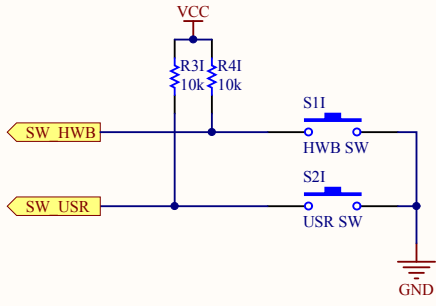 VCC
R3I
10k
R4I
10k
S1I
SW_HWB
HWB SW
S2I
SW_USR
USR SW
GND